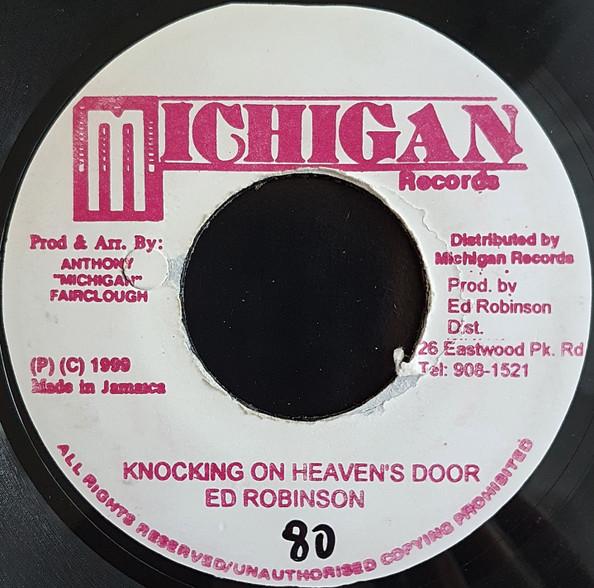 MICHIGAN
Records
Prod & Arr. By:
ANTHONY
"MICHIGAN"
FAIRCLOUGH
(P) (C) 1999
Made in Jamaica
Distributed by
Michigan Records
Prod. by
Ed Robinson
Dist.
26 Eastwood Pk. Rd
Tel: 908-1521
KNOCKING ON HEAVEN'S DOOR
ED ROBINSON
80
ALL RIGHTS RESERVED/UNAUTHORISED COPYING PROHIBITED